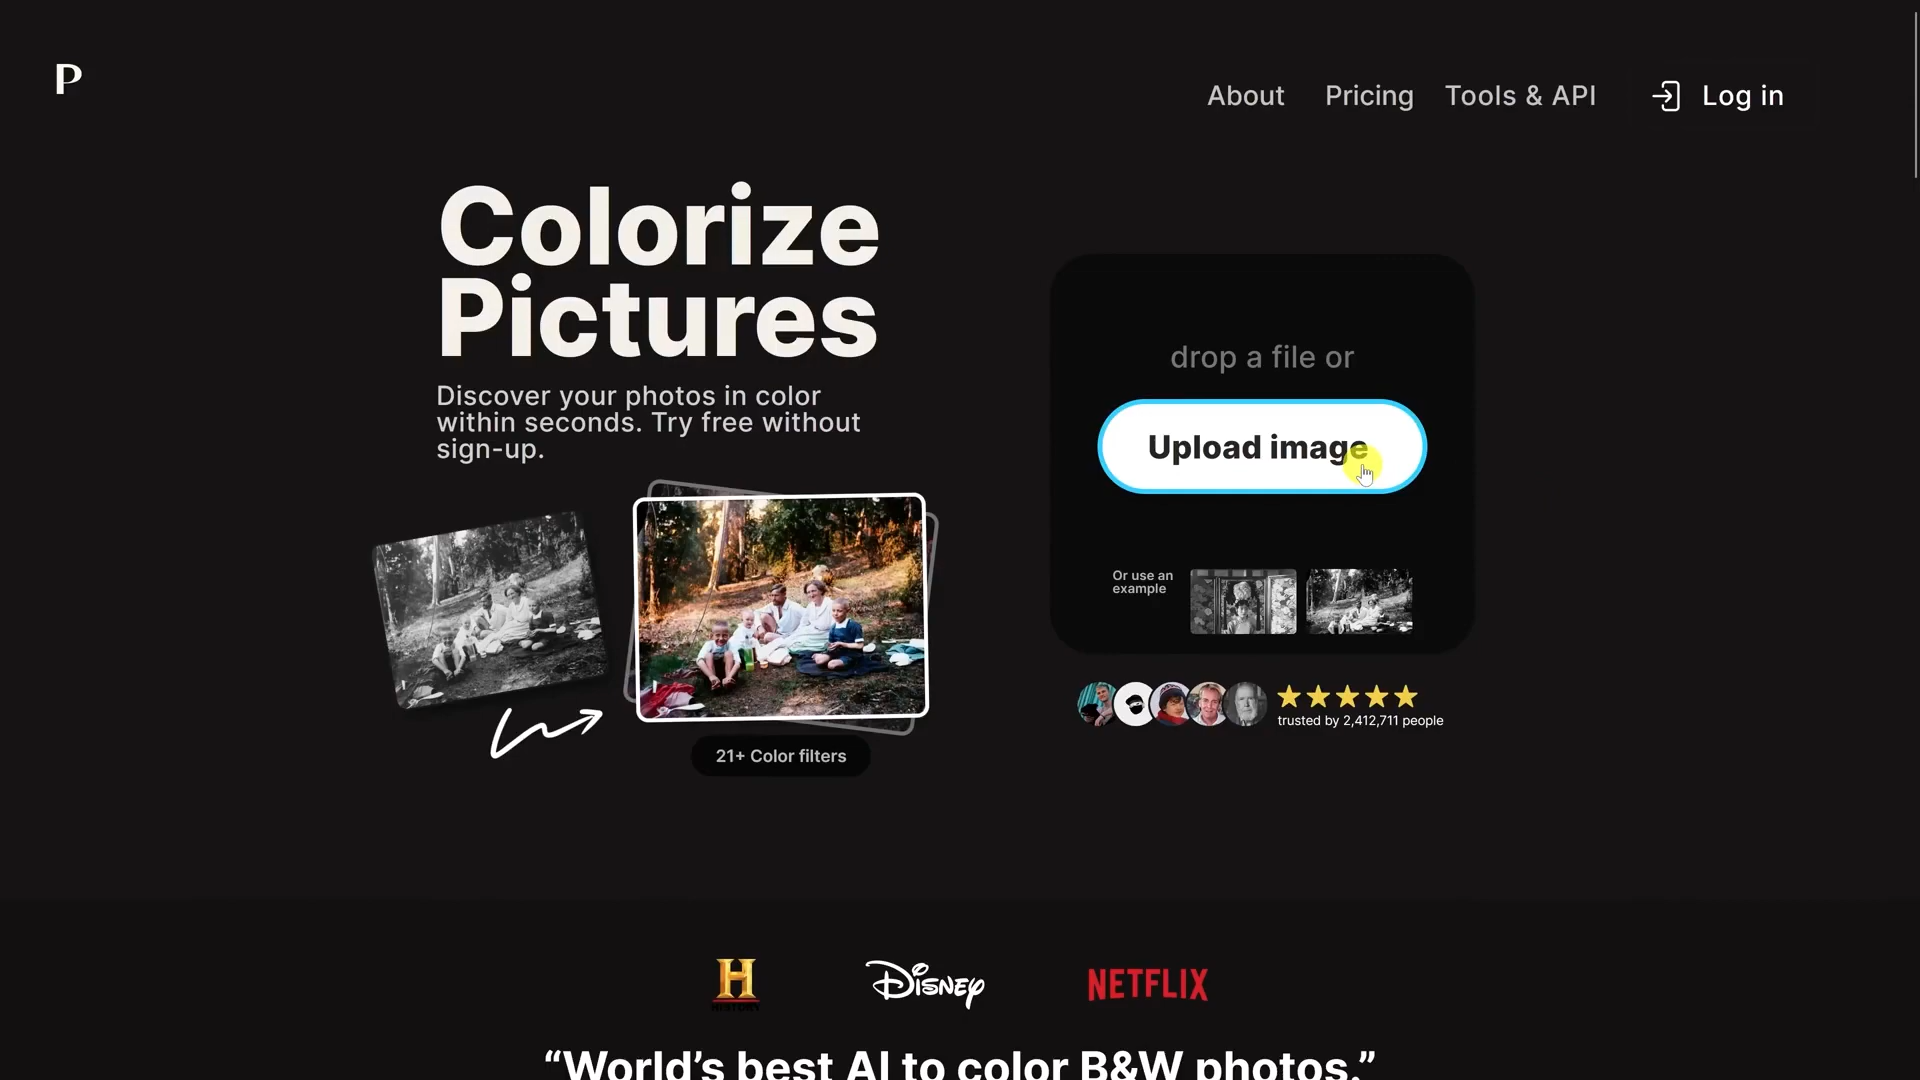 P
About Pricing Tools & API Log in
Colorize
Pictures
Discover your photos in color
within seconds. Try free without
sign-up.
drop a file or
Upload image
Or use an
example
trusted by 2,412,711 people
21+ Color filters
H
HISTORY
DISNEY
NETFLIX
“World’s best AI to color B&W photos.”